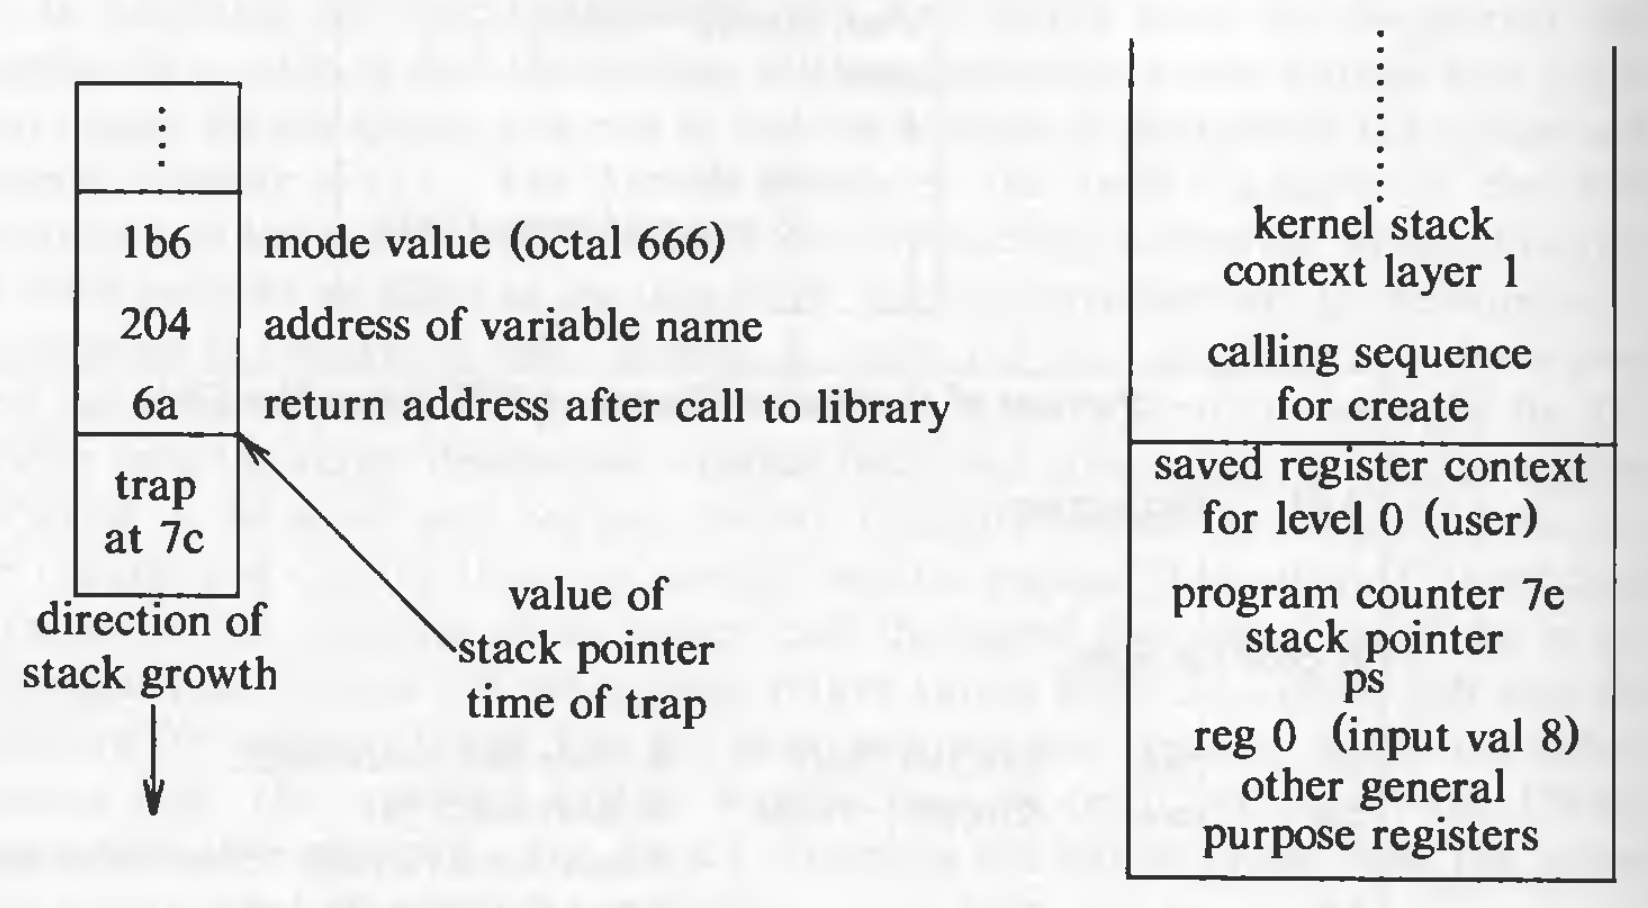 1b6 mode value (octal 666)
204 address of variable name
6a return address after call to library
trap
at 7c
direction of
stack growth
value of
stack pointer
time of trap
kernel stack
context layer 1
calling sequence
for create
saved register context
for level 0 (user)
program counter 7e
stack pointer
ps
reg 0 (input val 8)
other general
purpose registers